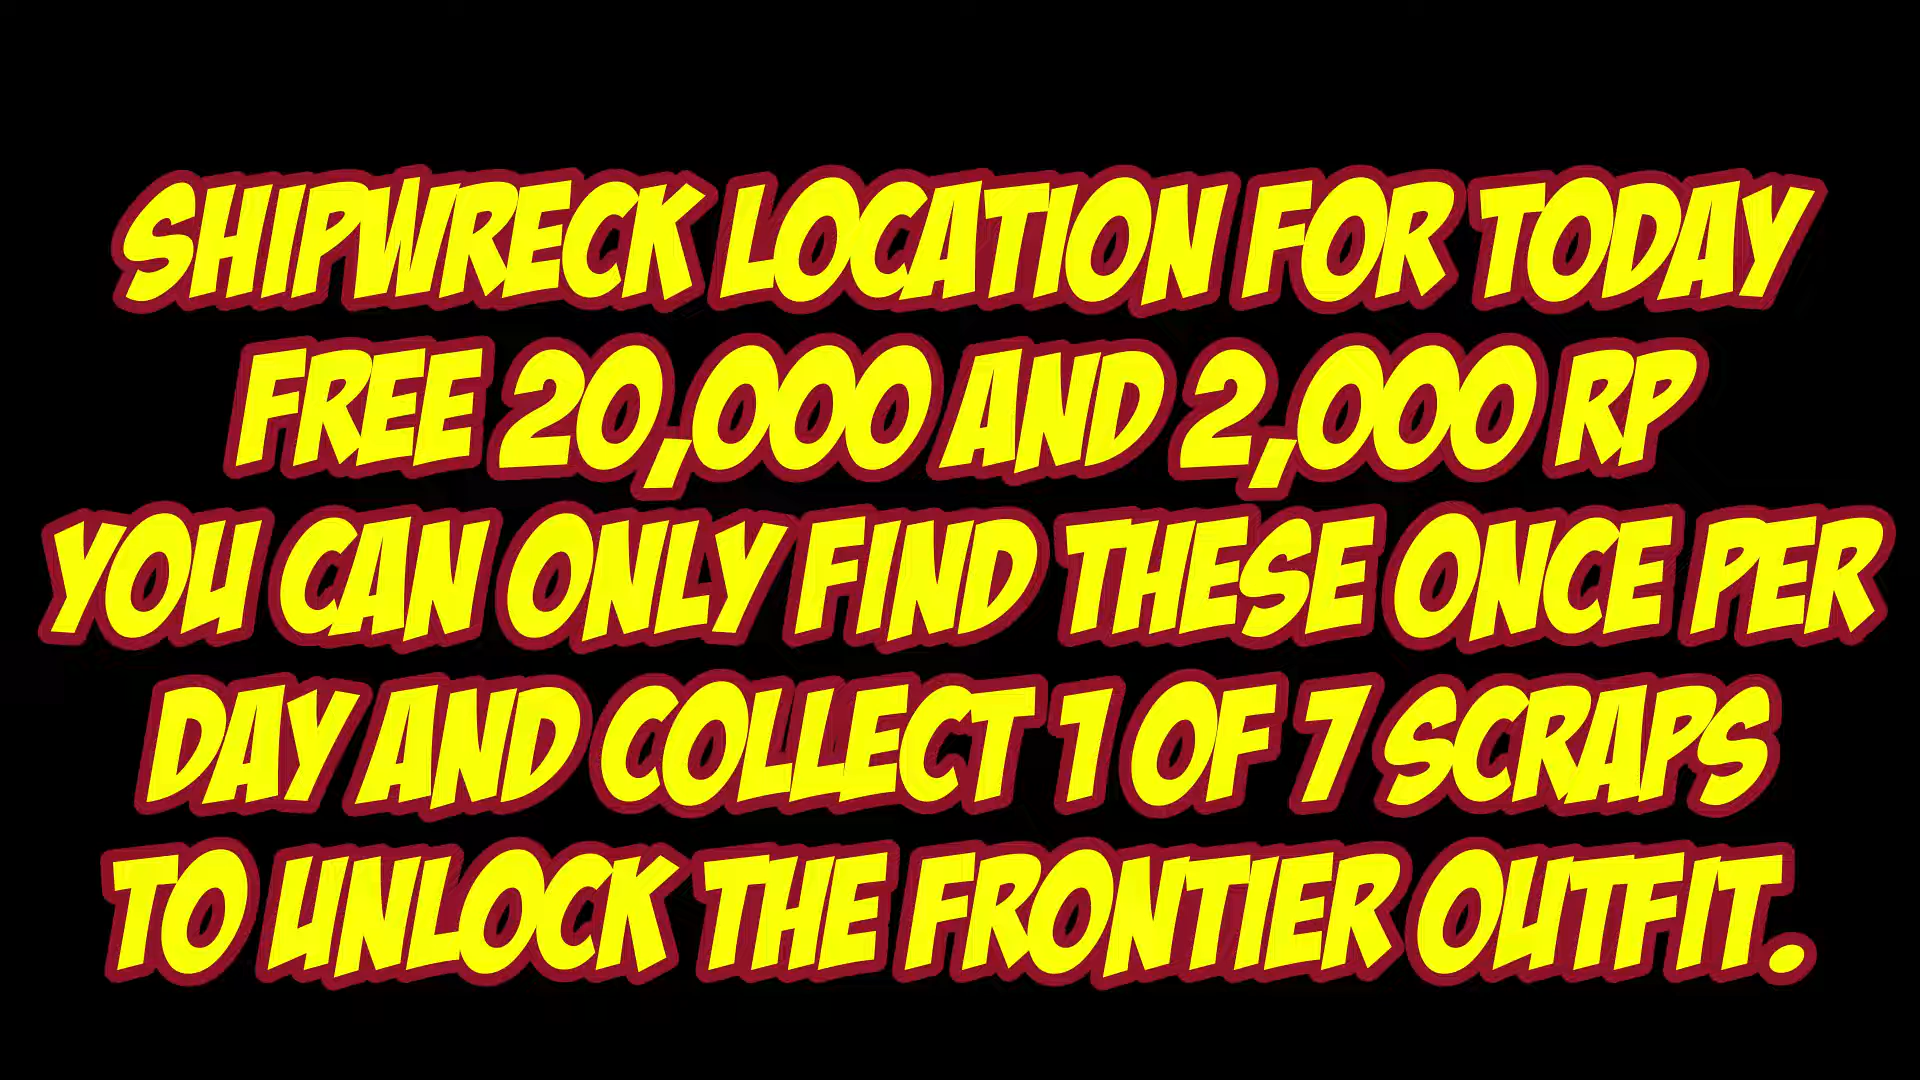 SHIPWRECK LOCATION FOR TODAY
FREE 20,000 AND 2,000 RP
YOU CAN ONLY FIND THESE ONCE PER
DAY AND COLLECT 1 OF 7 SCRAPS
TO UNLOCK THE FRONTIER OUTFIT.